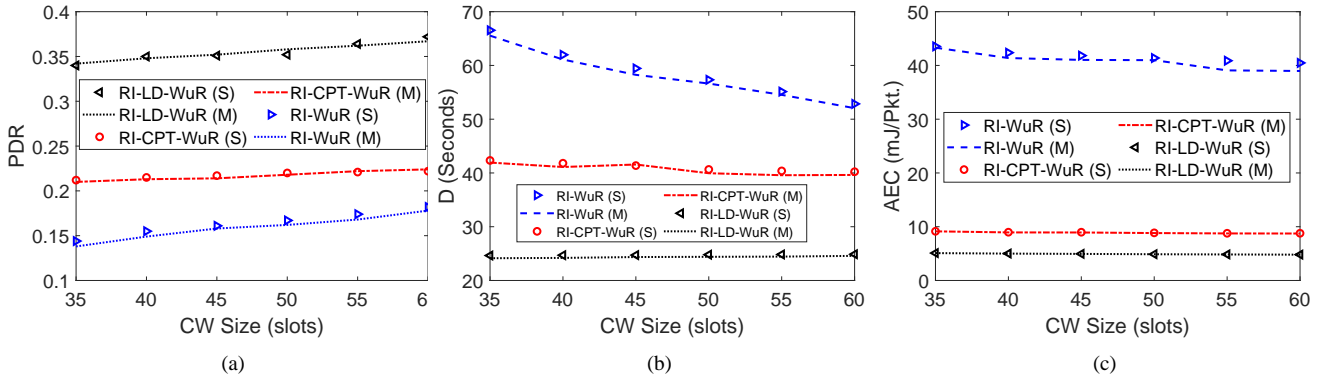 PDR
0.4
0.35
0.3
0.25
0.2
0.15
0.1
RI-LD-WuR (S)
RI-LD-WuR (M)
RI-CPT-WuR (S)
RI-CPT-WuR (M)
RI-WuR (S)
RI-WuR (M)
35 40 45 50 55 60
CW Size (slots)
(a)
D (Seconds)
70
60
50
40
30
20
RI-WuR (S)
RI-WuR (M)
RI-CPT-WuR (S)
RI-CPT-WuR (M)
RI-LD-WuR (S)
RI-LD-WuR (M)
35 40 45 50 55 60
CW Size (slots)
(b)
AEC (mJ/Pkt.)
50
40
30
20
10
0
RI-WuR (S)
RI-WuR (M)
RI-CPT-WuR (S)
RI-CPT-WuR (M)
RI-LD-WuR (S)
RI-LD-WuR (M)
35 40 45 50 55 60
CW Size (slots)
(c)